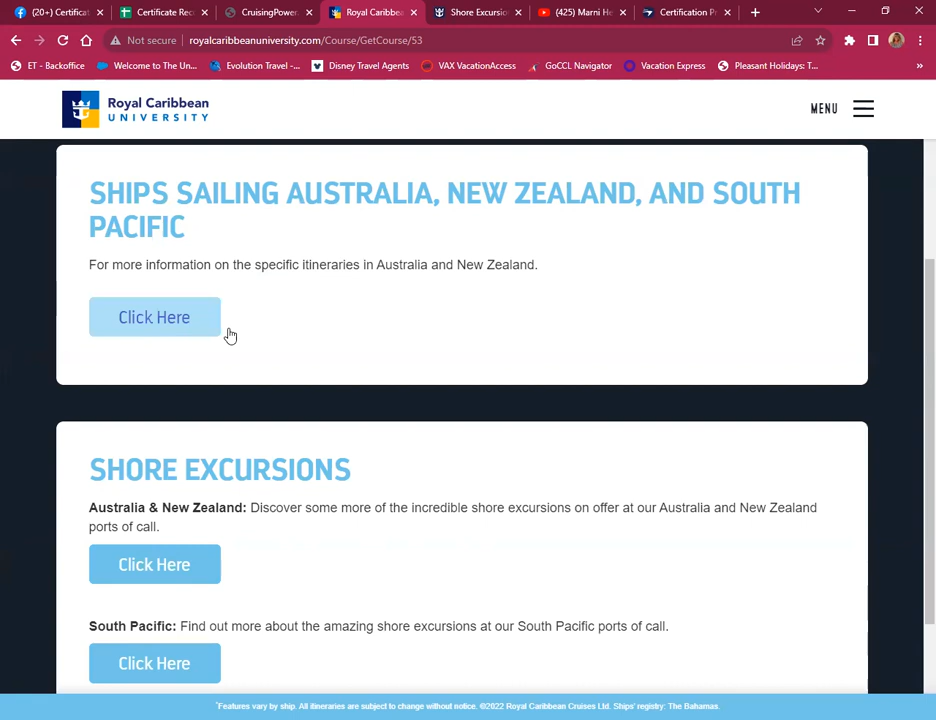 (20+) Certificat
Certificate Rec
CruisingPower.
Royal Caribbea
Shore Excursio
(425) Marni He
Certification Pr
Not secure
royalcaribbeanuniversity.com/Course/GetCourse/53
ET - Backoffice
Welcome to The Un...
Evolution Travel -...
Disney Travel Agents
VAX VacationAccess
GoCCL Navigator
Vacation Express
Pleasant Holidays: T...
»
Royal Caribbean
UNIVERSITY
MENU
SHIPS SAILING AUSTRALIA, NEW ZEALAND, AND SOUTH
PACIFIC
For more information on the specific itineraries in Australia and New Zealand.
Click Here
SHORE EXCURSIONS
Australia & New Zealand: Discover some more of the incredible shore excursions on offer at our Australia and New Zealand
ports of call.
Click Here
South Pacific: Find out more about the amazing shore excursions at our South Pacific ports of call.
Click Here
*Features vary by ship. All itineraries are subject to change without notice. ©2022 Royal Caribbean Cruises Ltd. Ships' registry: The Bahamas.